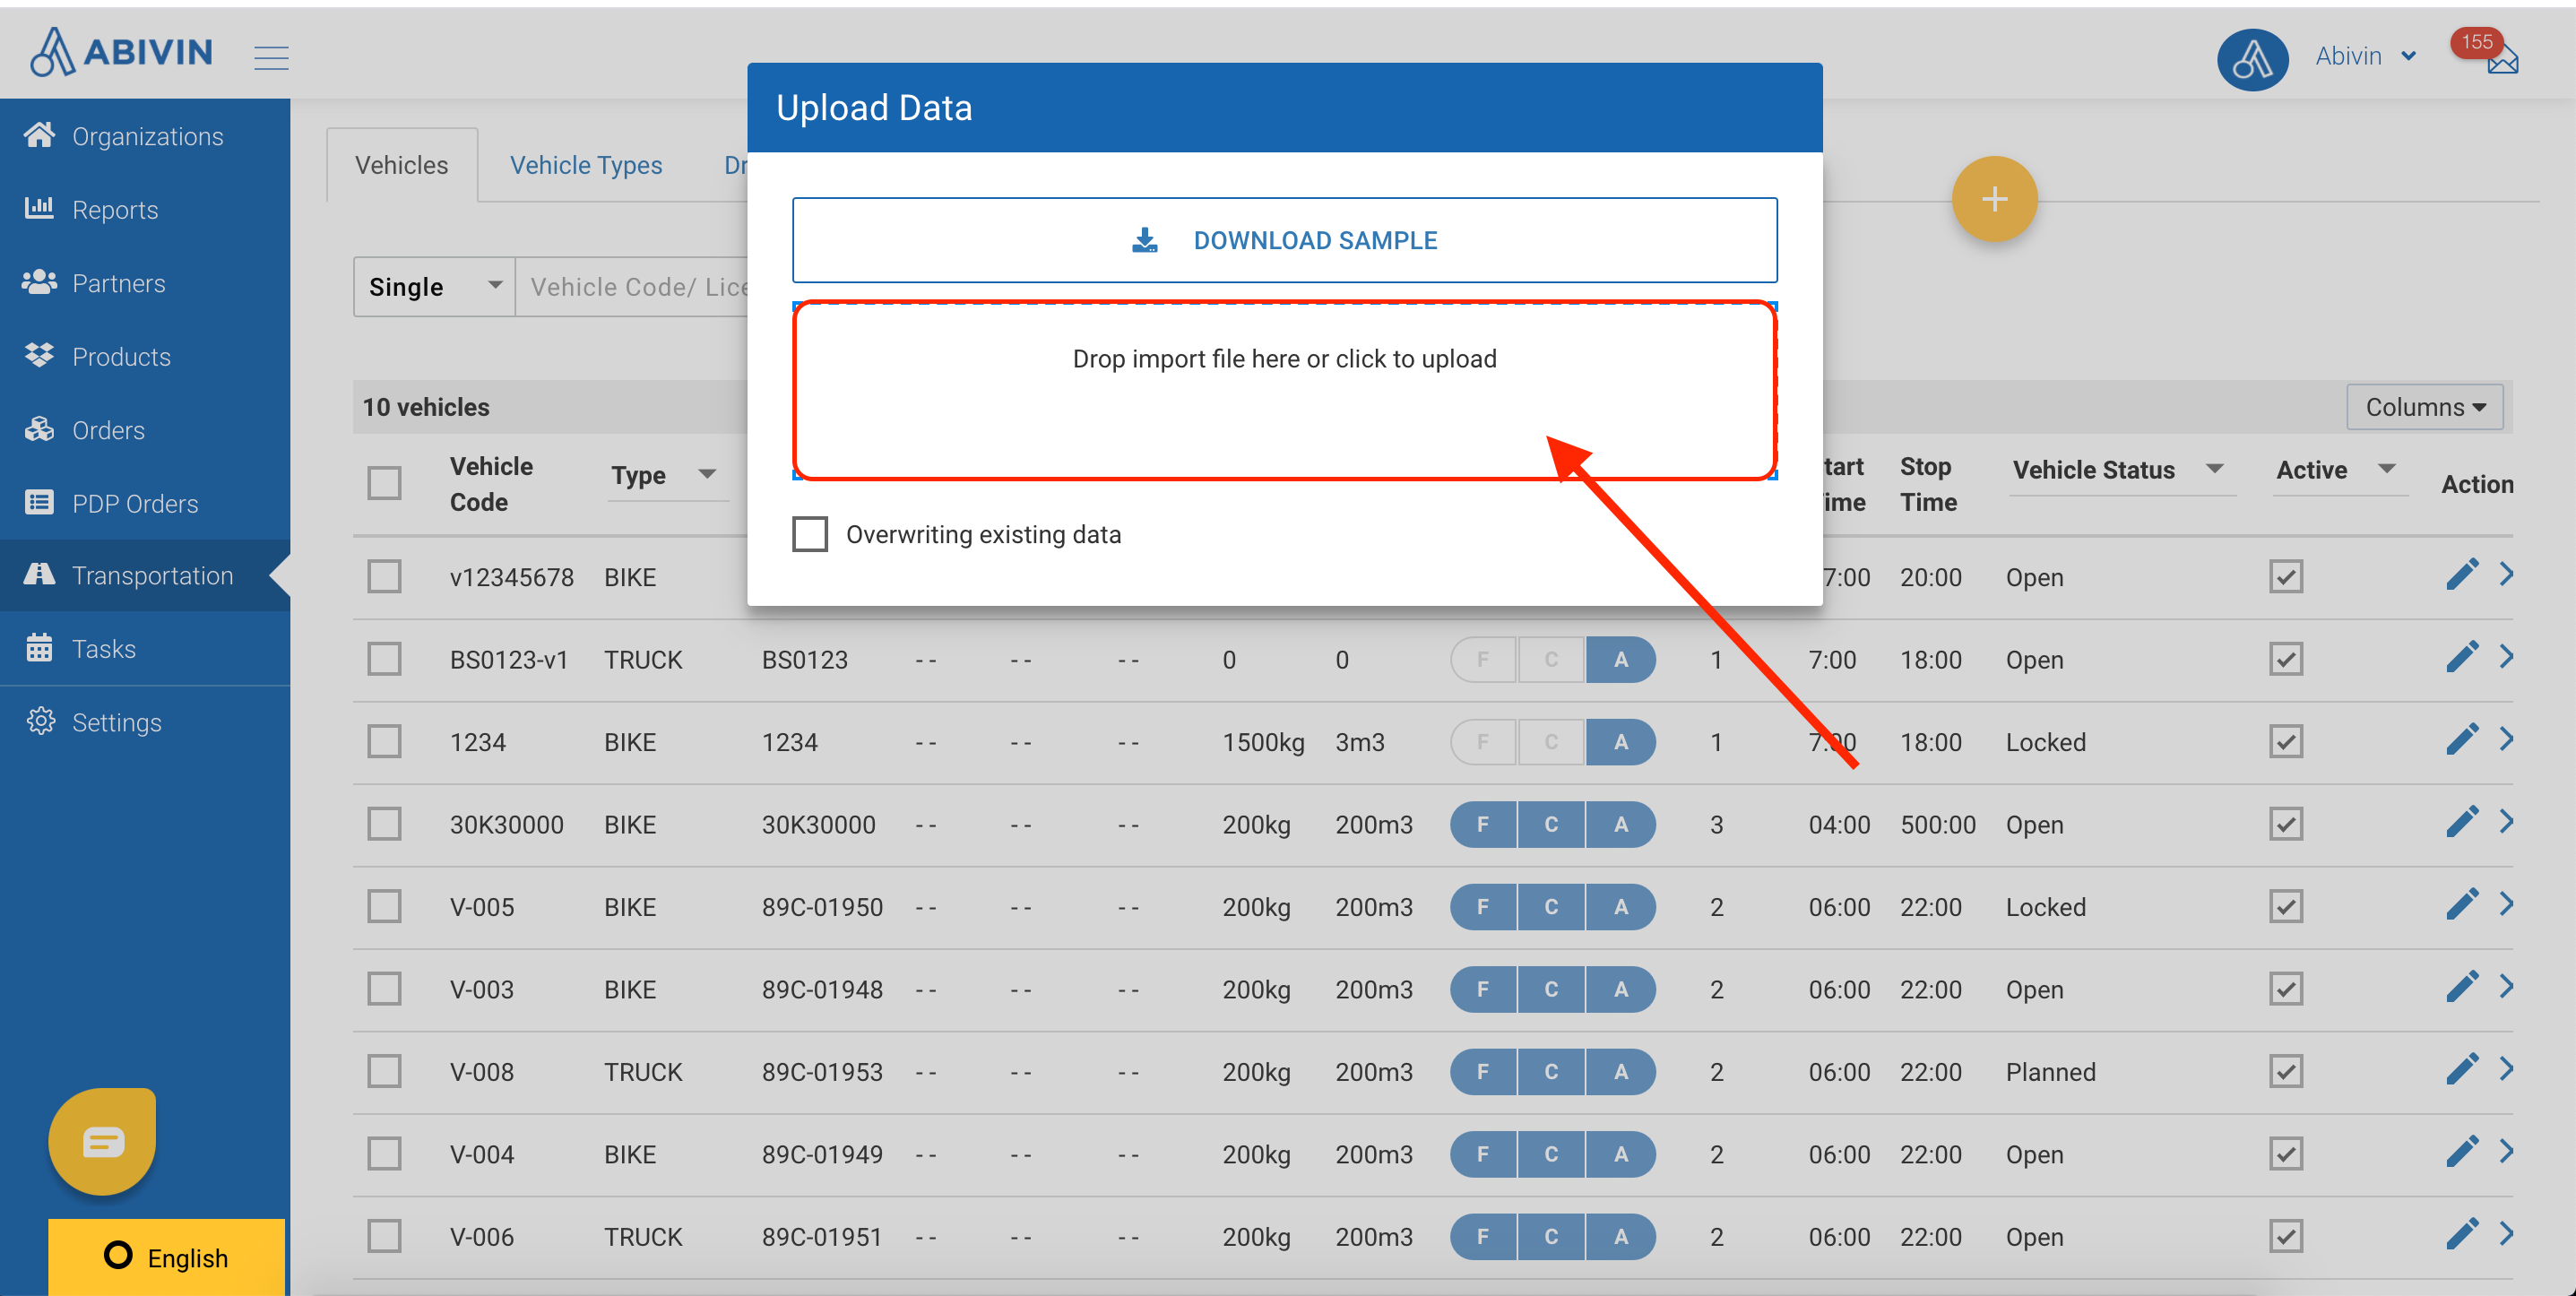 ABIVIN
Abivin
155
Organizations
Reports
Partners
Products
Orders
PDP Orders
Transportation
Tasks
Settings
English
Vehicles Vehicle Types Dr
Single Vehicle Code/ Lice
Upload Data
DOWNLOAD SAMPLE
Drop import file here or click to upload
Overwriting existing data
10 vehicles Columns
Vehicle Code Type tart ime Stop Time Vehicle Status Active Action
v12345678 BIKE 7:00 20:00 Open
BS0123-v1 TRUCK BS0123 -- -- -- 0 0 F C A 1 7:00 18:00 Open
1234 BIKE 1234 -- -- -- 1500kg 3m3 F C A 1 7:00 18:00 Locked
30K30000 BIKE 30K30000 -- -- -- 200kg 200m3 F C A 3 04:00 500:00 Open
V-005 BIKE 89C-01950 -- -- -- 200kg 200m3 F C A 2 06:00 22:00 Locked
V-003 BIKE 89C-01948 -- -- -- 200kg 200m3 F C A 2 06:00 22:00 Open
V-008 TRUCK 89C-01953 -- -- -- 200kg 200m3 F C A 2 06:00 22:00 Planned
V-004 BIKE 89C-01949 -- -- -- 200kg 200m3 F C A 2 06:00 22:00 Open
V-006 TRUCK 89C-01951 -- -- -- 200kg 200m3 F C A 2 06:00 22:00 Open